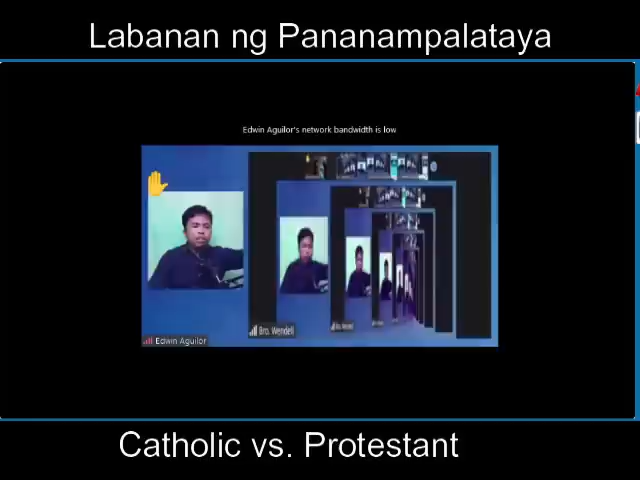 Labanan ng Pananampalataya
Edwin Aguilor's network bandwidth is low
Bro. Wendell
Edwin Aguilor
Catholic vs. Protestant